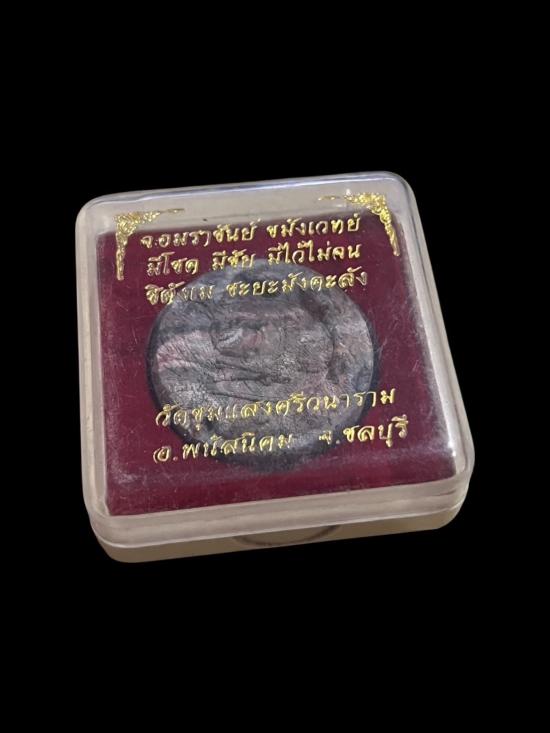 จ.อมราชันย์ ขมังเวทย์
มีโชค มีชัย มีไว้ไม่จน
ชิตังเม ชะยะมังคะลัง
วัดชุมแสงศรีวนาราม
อ.พนัสนิคม จ.ชลบุรี